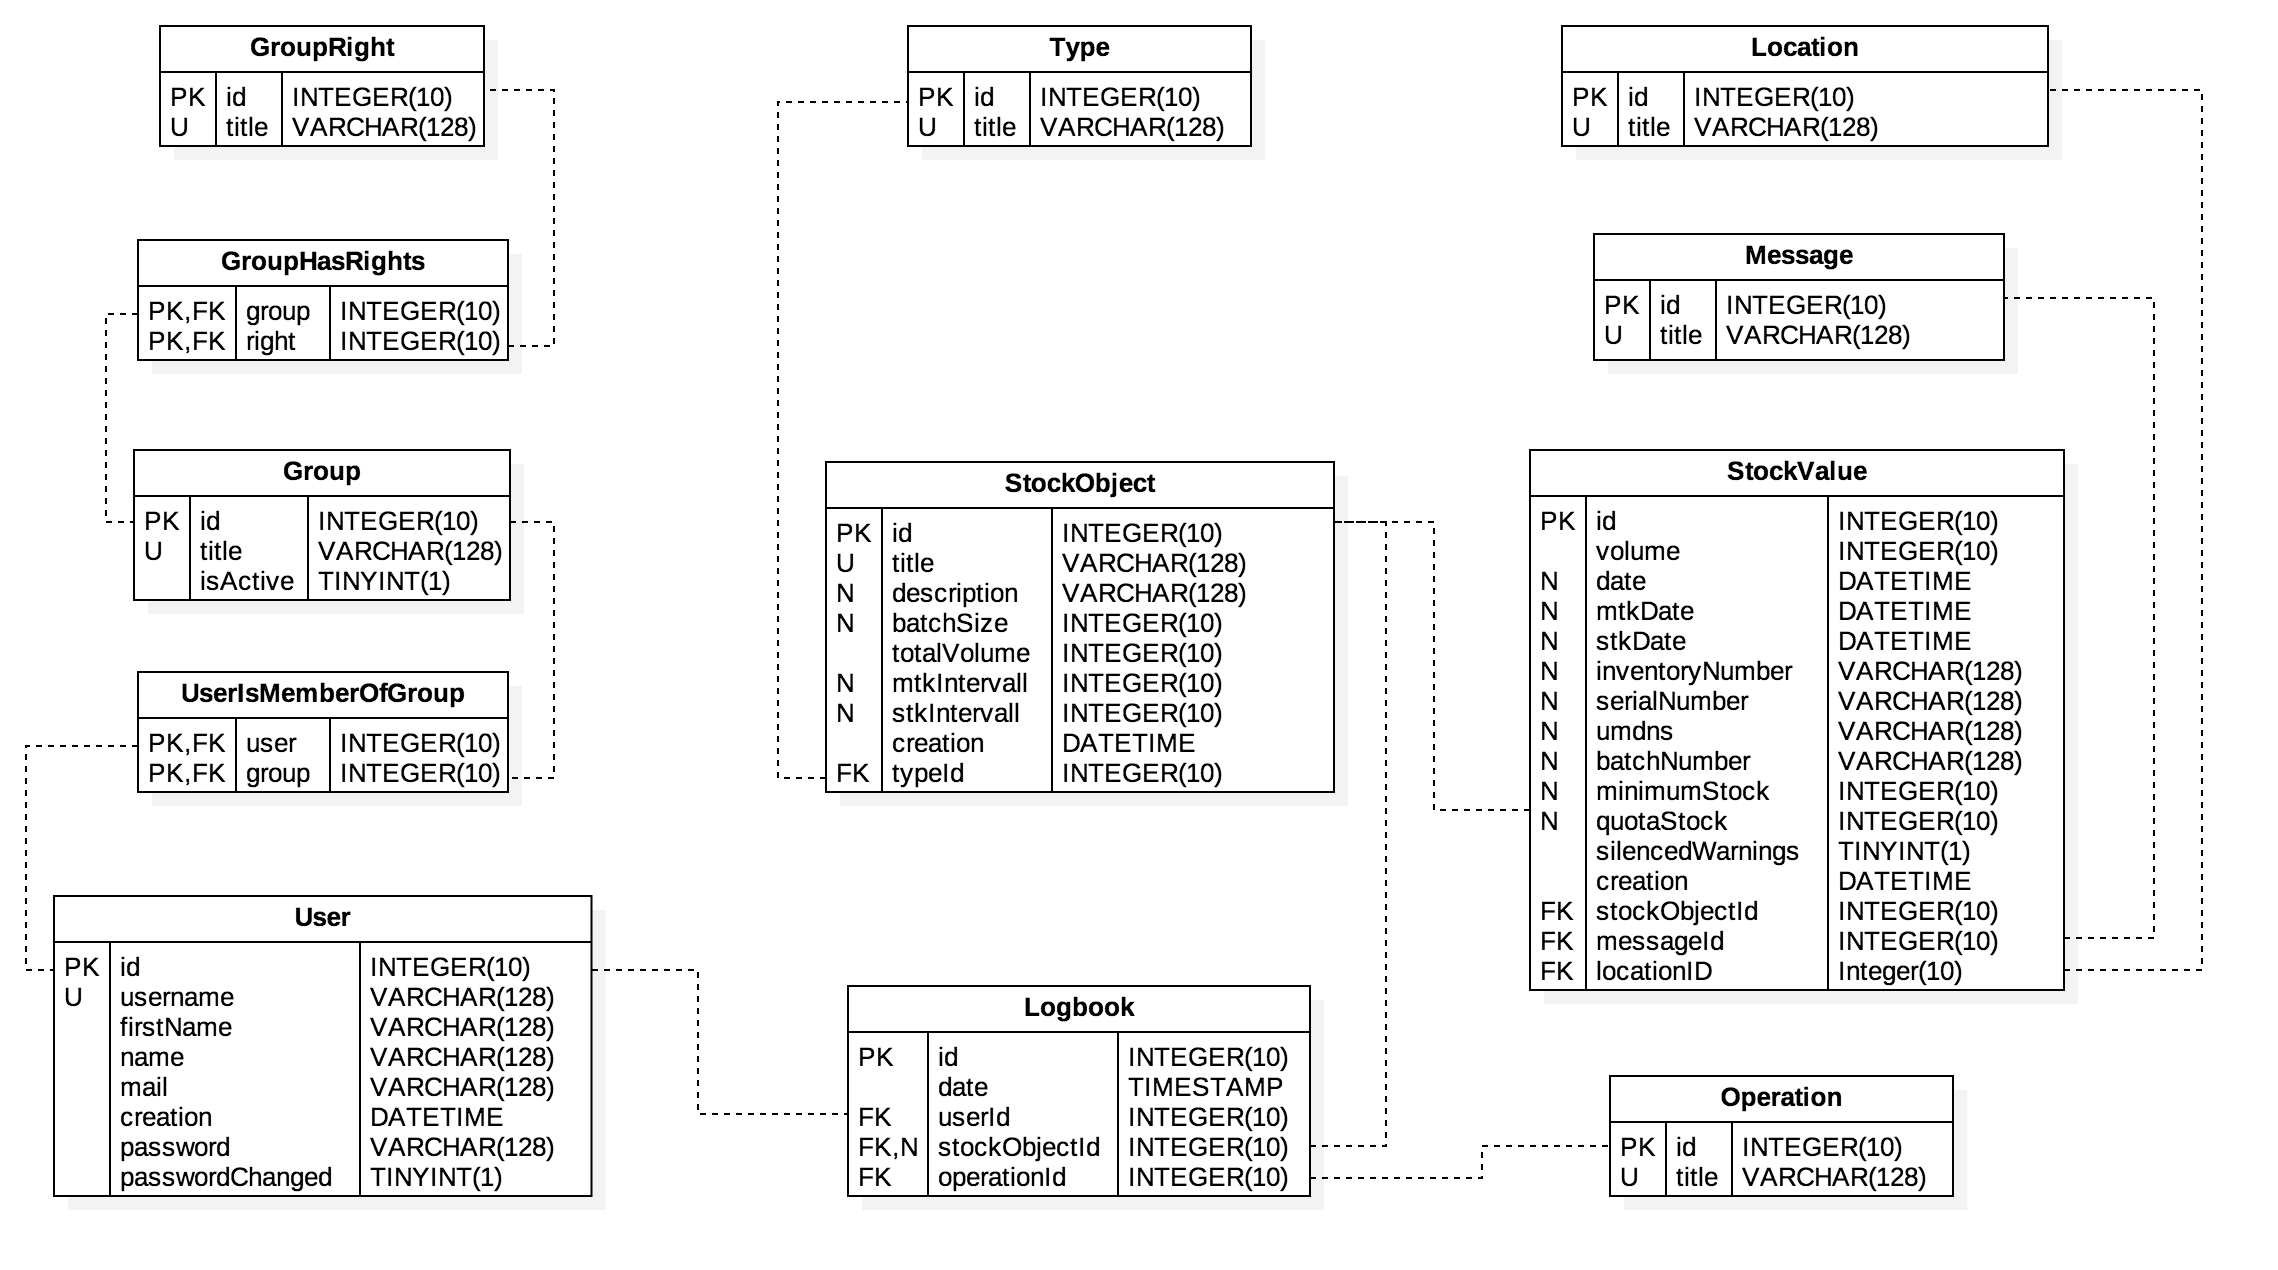 GroupRight
PK id INTEGER(10)
U title VARCHAR(128)
GroupHasRights
PK,FK group INTEGER(10)
PK,FK right INTEGER(10)
Group
PK id INTEGER(10)
U title VARCHAR(128)
isActive TINYINT(1)
UserIsMemberOfGroup
PK,FK user INTEGER(10)
PK,FK group INTEGER(10)
User
PK id INTEGER(10)
U username VARCHAR(128)
firstName VARCHAR(128)
name VARCHAR(128)
mail VARCHAR(128)
creation DATETIME
password VARCHAR(128)
passwordChanged TINYINT(1)
Type
PK id INTEGER(10)
U title VARCHAR(128)
StockObject
PK id INTEGER(10)
U title VARCHAR(128)
N description VARCHAR(128)
N batchSize INTEGER(10)
totalVolume INTEGER(10)
N mtkIntervall INTEGER(10)
N stkIntervall INTEGER(10)
creation DATETIME
FK typeId INTEGER(10)
Logbook
PK id INTEGER(10)
date TIMESTAMP
FK userId INTEGER(10)
FK,N stockObjectId INTEGER(10)
FK operationId INTEGER(10)
Location
PK id INTEGER(10)
U title VARCHAR(128)
Message
PK id INTEGER(10)
U title VARCHAR(128)
StockValue
PK id INTEGER(10)
volume INTEGER(10)
N date DATETIME
N mtkDate DATETIME
N stkDate DATETIME
N inventoryNumber VARCHAR(128)
N serialNumber VARCHAR(128)
N umdns VARCHAR(128)
N batchNumber VARCHAR(128)
N minimumStock INTEGER(10)
N quotaStock INTEGER(10)
silencedWarnings TINYINT(1)
creation DATETIME
FK stockObjectId INTEGER(10)
FK messageId INTEGER(10)
FK locationID Integer(10)
Operation
PK id INTEGER(10)
U title VARCHAR(128)